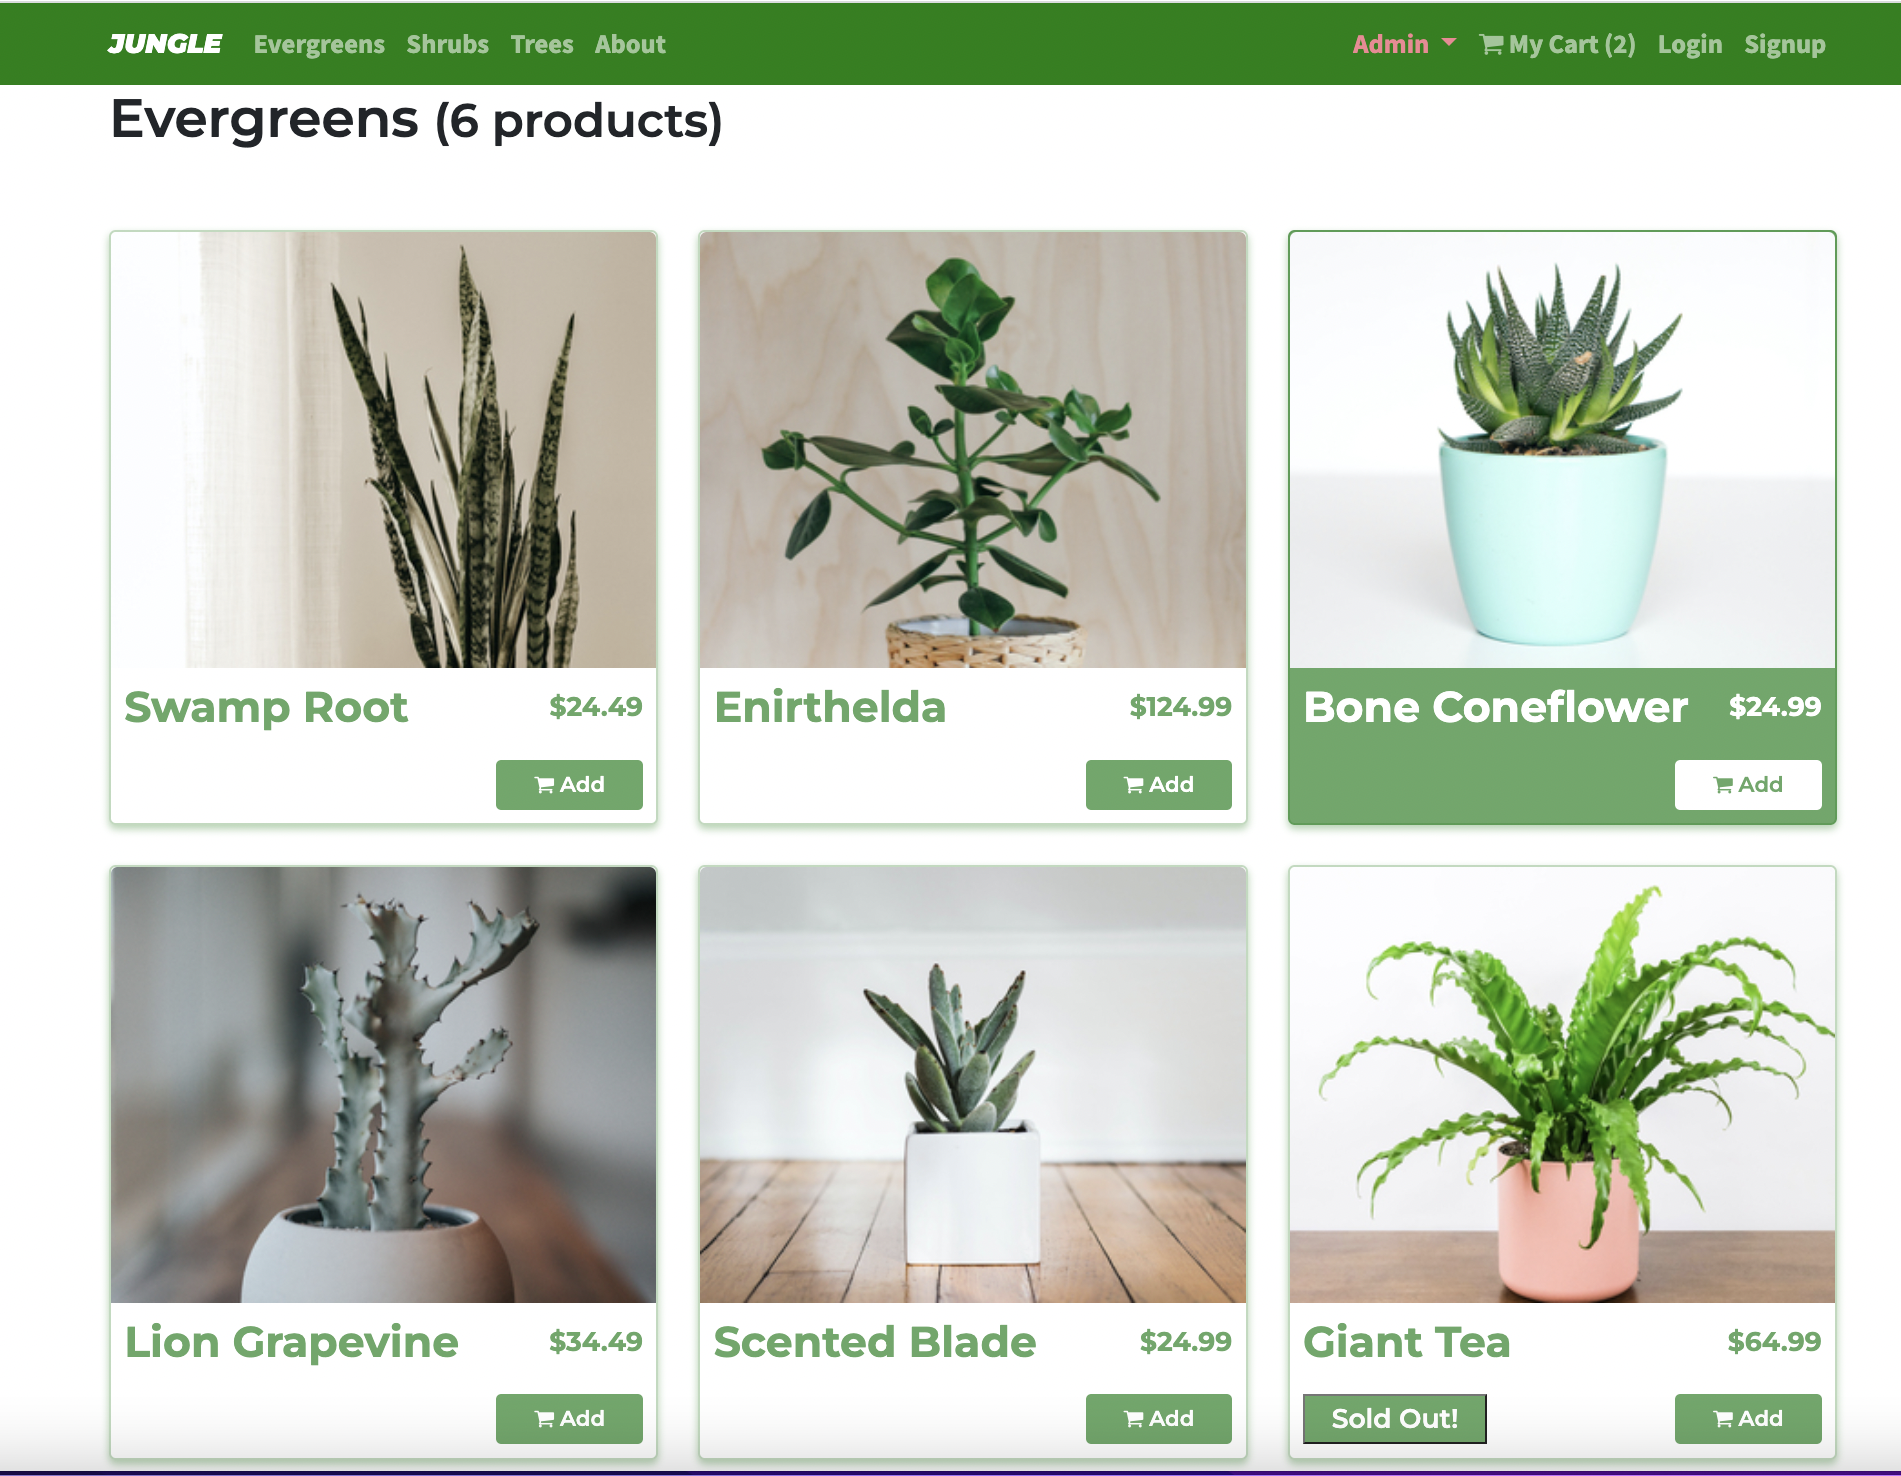 JUNGLE Evergreens Shrubs Trees About Admin My Cart (2) Login Signup
Evergreens (6 products)
Swamp Root $24.49
Add
Enirthelda $124.99
Add
Bone Coneflower $24.99
Add
Lion Grapevine $34.49
Add
Scented Blade $24.99
Add
Giant Tea $64.99
Sold Out! Add